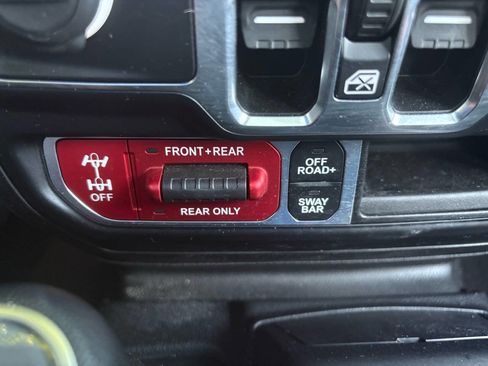 FRONT+REAR
OFF
REAR ONLY
OFF
ROAD+
SWAY
BAR